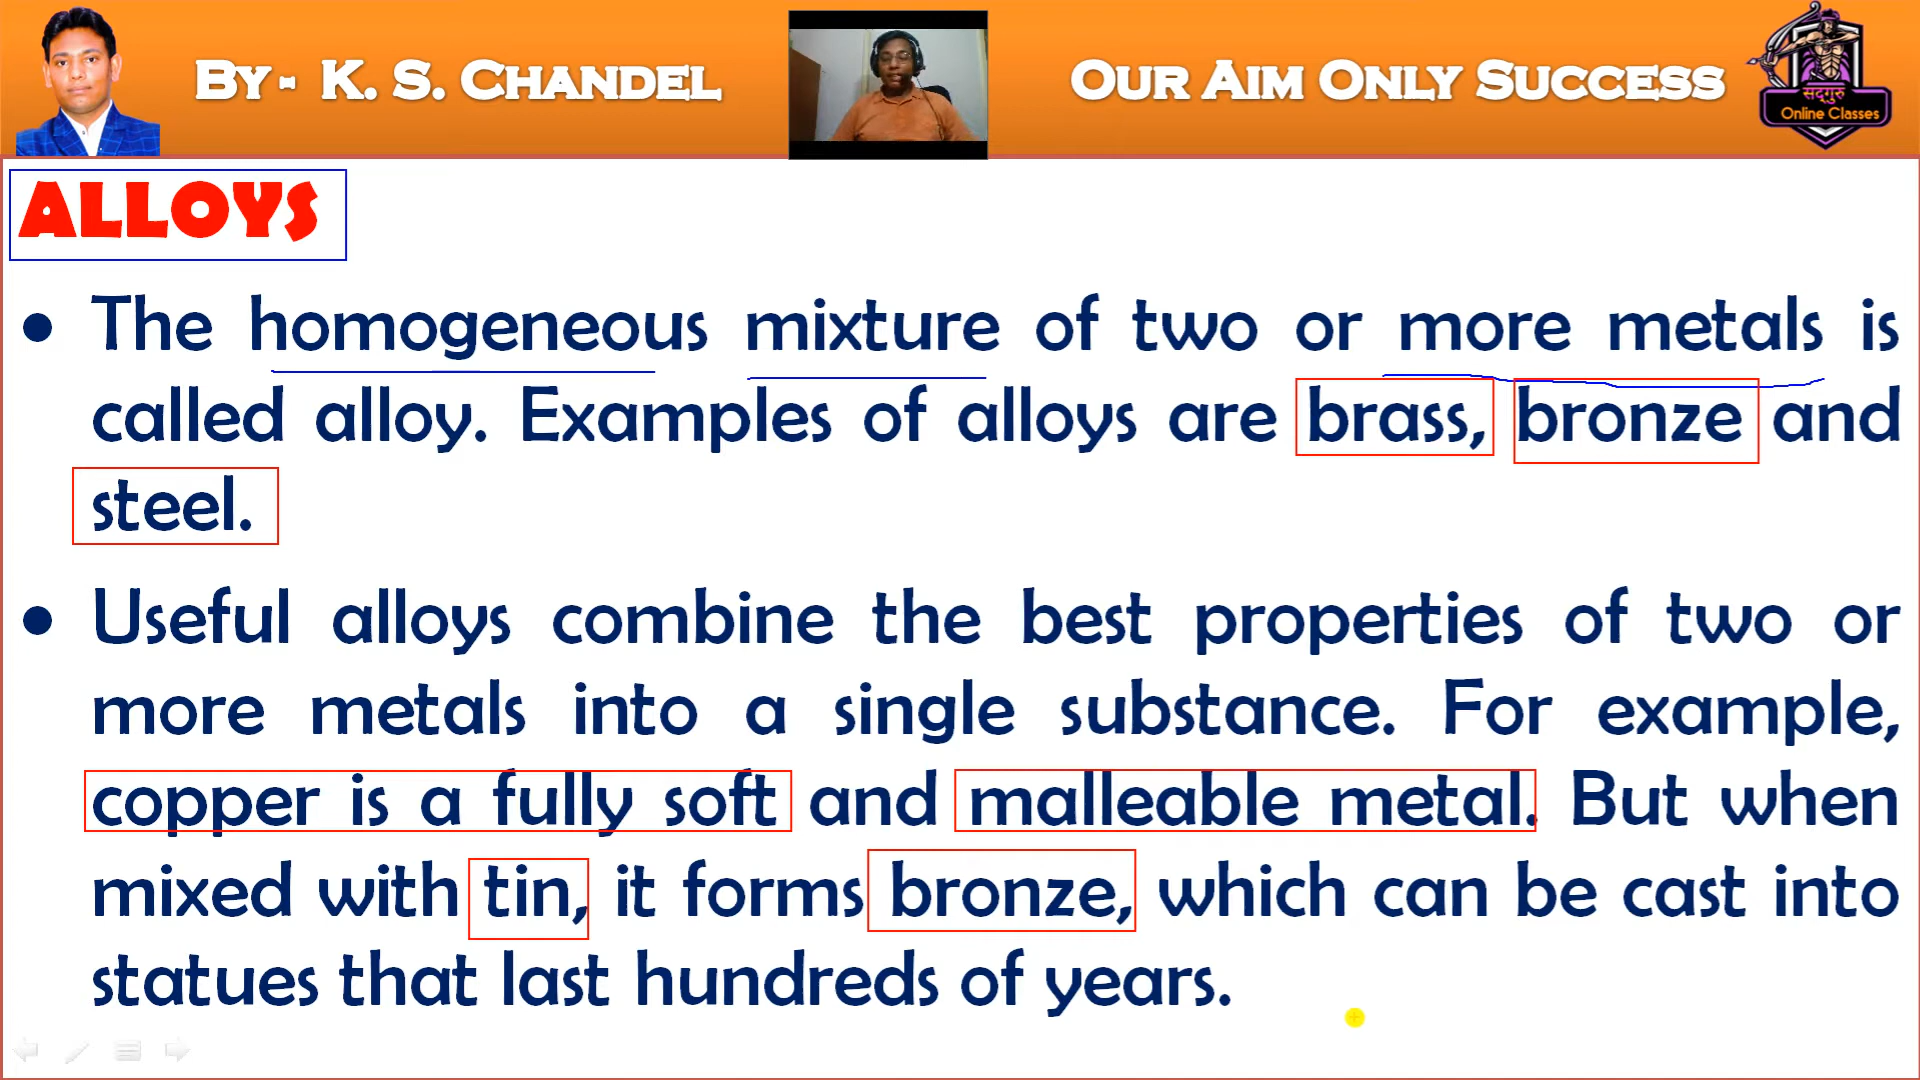 BY - K. S. CHANDEL
OUR AIM ONLY SUCCESS
सद्गुरु
Online Classes
ALLOYS
• The homogeneous mixture of two or more metals is
called alloy. Examples of alloys are brass, bronze and
steel.
• Useful alloys combine the best properties of two or
more metals into a single substance. For example,
copper is a fully soft and malleable metal. But when
mixed with tin, it forms bronze, which can be cast into
statues that last hundreds of years.